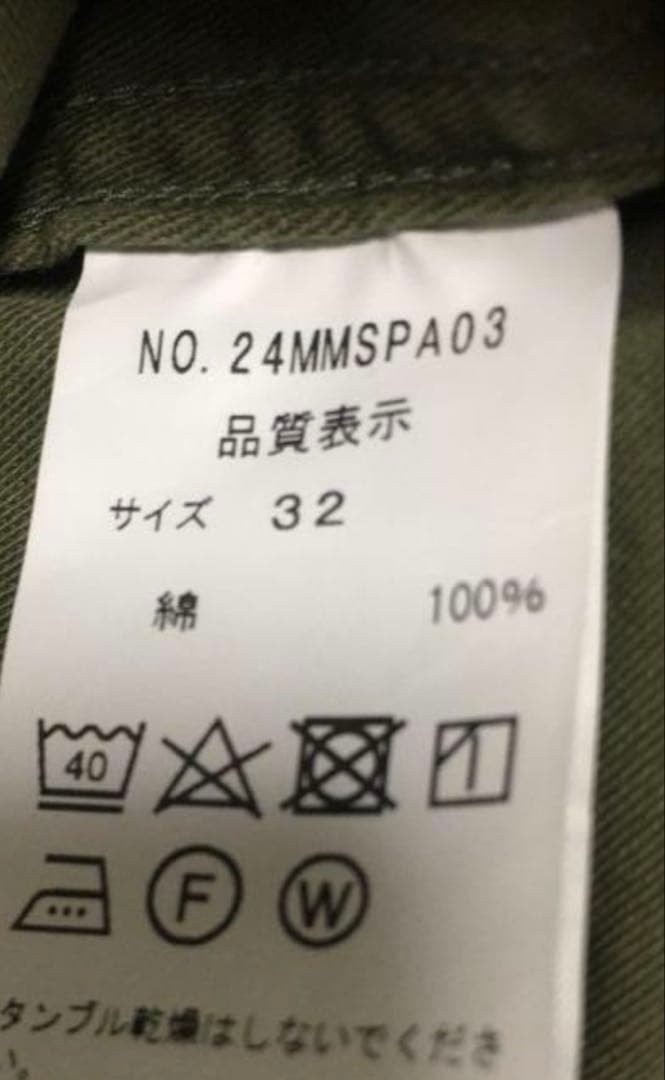 NO. 24MMSPA03
品質表示
サイズ 32
綿 100%
40
F W
タンブル乾燥はしないでくださ
い。